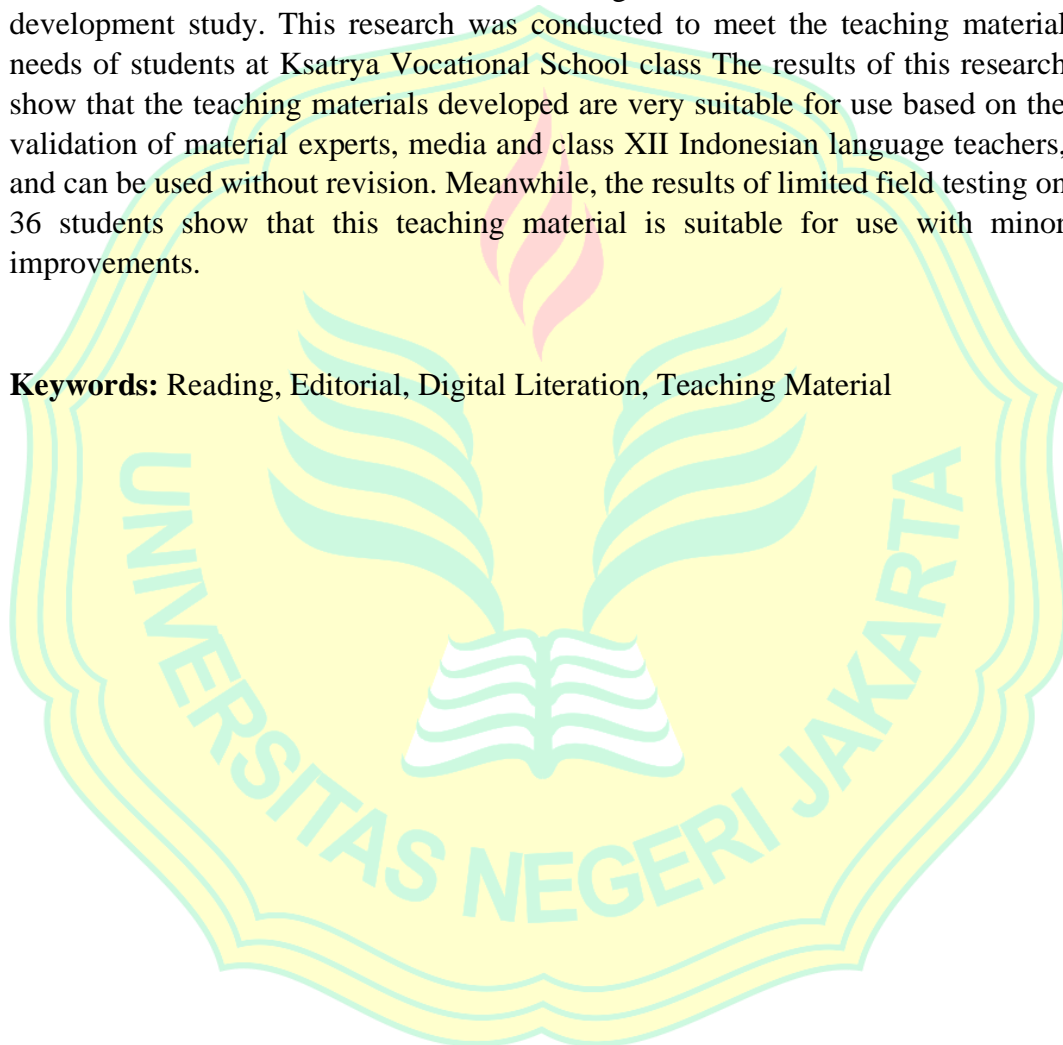 development study. This research was conducted to meet the teaching material
needs of students at Ksatrya Vocational School class The results of this research
show that the teaching materials developed are very suitable for use based on the
validation of material experts, media and class XII Indonesian language teachers,
and can be used without revision. Meanwhile, the results of limited field testing on
36 students show that this teaching material is suitable for use with minor
improvements.
Keywords: Reading, Editorial, Digital Literation, Teaching Material
UNIVERSITAS NEGERI JAKARTA